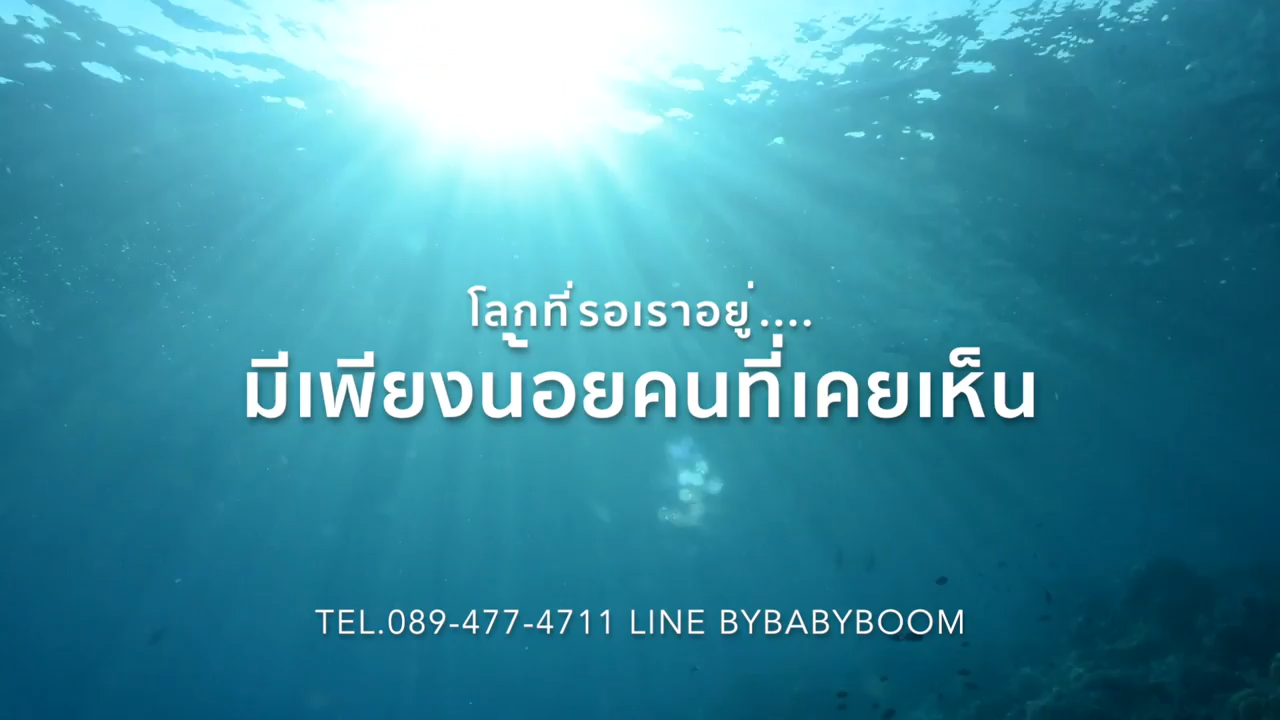 โลกที่รอเราอยู่....
มีเพียงน้อยคนที่เคยเห็น
TEL.089-477-4711 LINE BYBABYBOOM